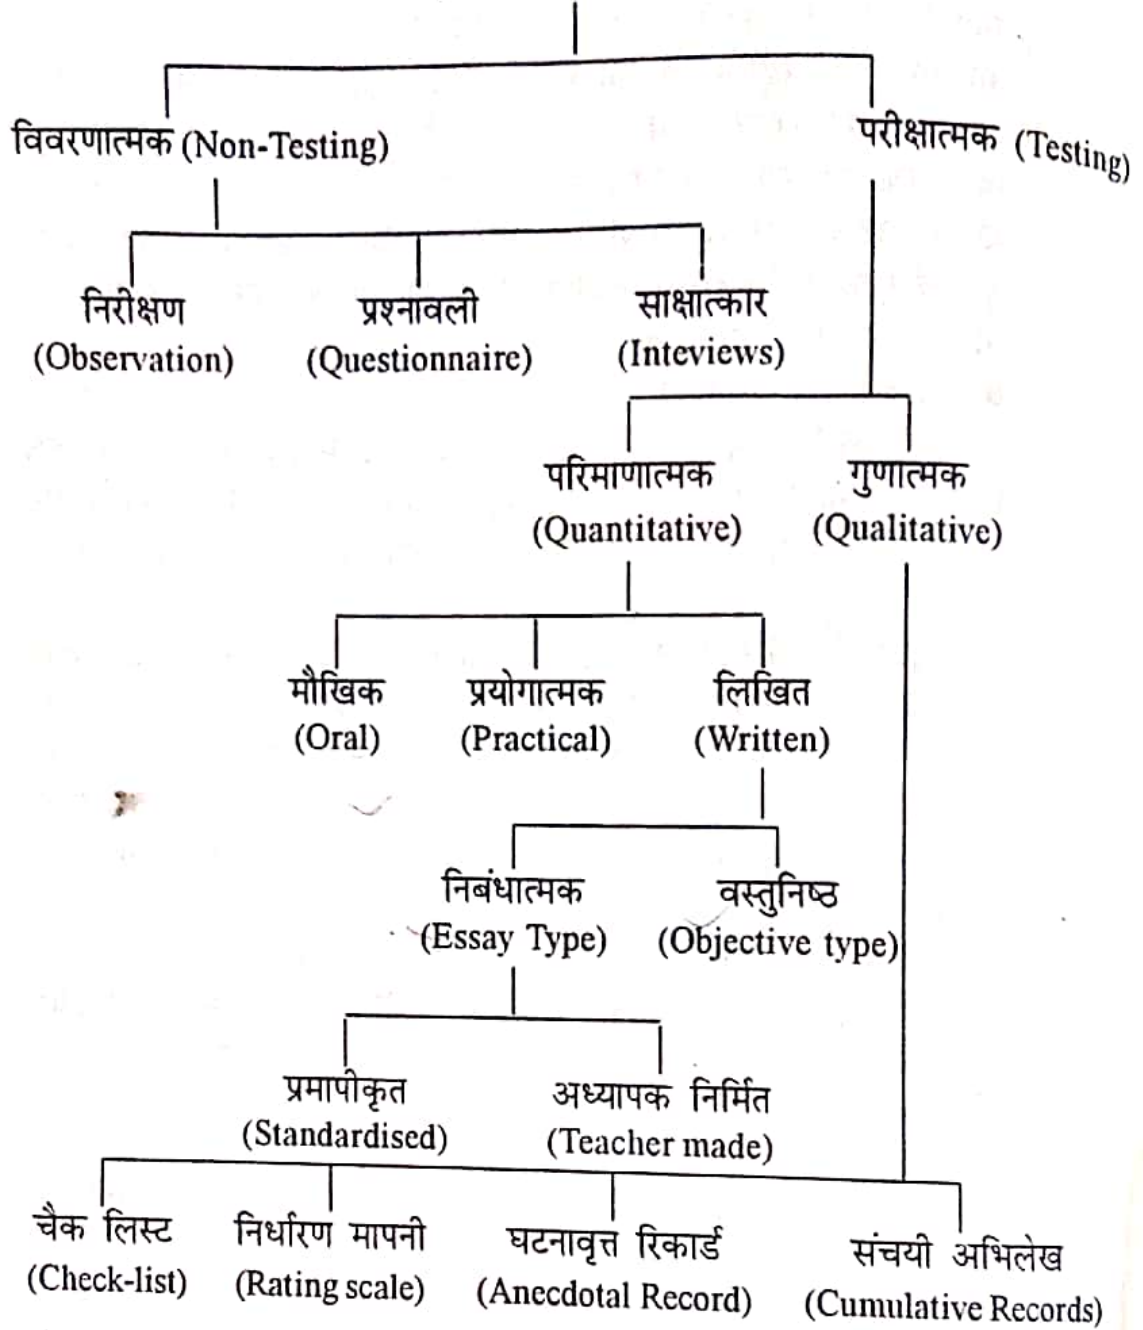 विवरणात्मक (Non-Testing)
परीक्षात्मक (Testing)
निरीक्षण
(Observation)
प्रश्नावली
(Questionnaire)
साक्षात्कार
(Inteviews)
परिमाणात्मक
(Quantitative)
गुणात्मक
(Qualitative)
मौखिक
(Oral)
प्रयोगात्मक
(Practical)
लिखित
(Written)
निबंधात्मक
(Essay Type)
वस्तुनिष्ठ
(Objective type)
प्रमापीकृत
(Standardised)
अध्यापक निर्मित
(Teacher made)
चैक लिस्ट
(Check-list)
निर्धारण मापनी
(Rating scale)
घटनावृत्त रिकार्ड
(Anecdotal Record)
संचयी अभिलेख
(Cumulative Records)